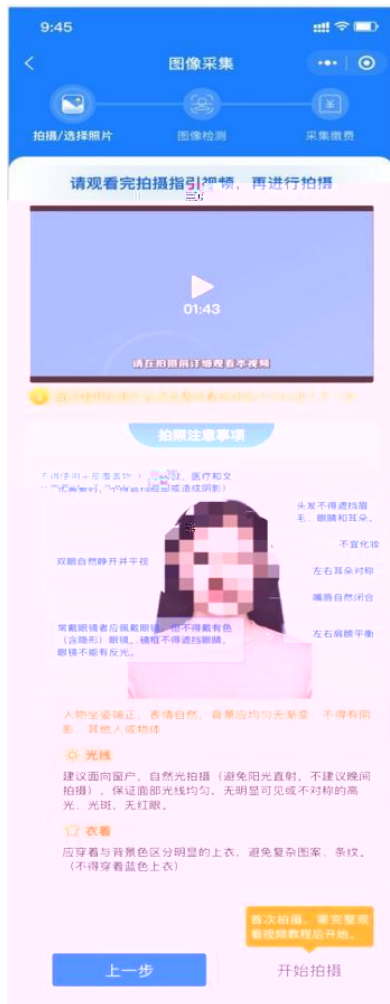 9:45
图像采集
拍摄/选择照片
图像检测
采集缴费
请观看完拍摄指引视频，再进行拍摄
01:43
请在拍摄前详细观看本视频
拍照注意事项
不得使用头部覆盖物
医疗和文
头发不得遮挡眉
毛、眼睛和耳朵。
不宜化妆
双眼自然睁开并平视
左右耳朵对称
嘴唇自然闭合
常戴眼镜者应佩戴眼镜，但不得戴有色
（含隐形）眼镜，镜框不得遮挡眼睛，
眼镜不能有反光。
左右肩膀平衡
人物坐姿端正，表情自然，背景应均匀无渐变，不得有阴
影、其他人或物体
光线
建议面向窗户，自然光拍摄（避免阳光直射，不建议晚间
拍摄），保证面部光线均匀，无明显可见或不对称的高
光、光斑，无红眼。
衣着
应穿着与背景色区分明显的上衣，避免复杂图案、条纹。
（不得穿着蓝色上衣）
首次拍摄，需完整观
看视频教程后开始。
上一步
开始拍摄